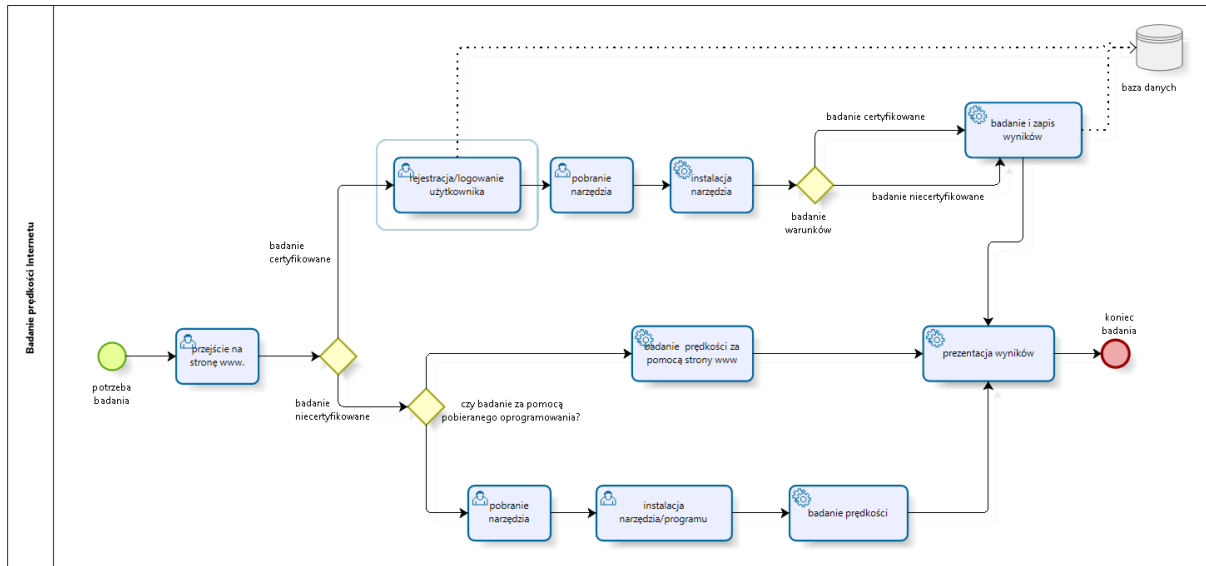 Badanie prędkości Internetu
baza danych
badanie certyfikowane
badanie i zapis
wyników
rejestracja/logowanie
użytkownika
pobranie
narzędzia
instalacja
narzędzia
badanie niecertyfikowane
badanie
warunków
badanie
certyfikowane
koniec
badania
przejście na
stronę www.
badanie prędkości za
pomocą strony www
prezentacja wyników
potrzeba
badania
badanie
niecertyfikowane
czy badanie za pomocą
pobieranego oprogramowania?
pobranie
narzędzia
instalacja
narzędzia/programu
badanie prędkości